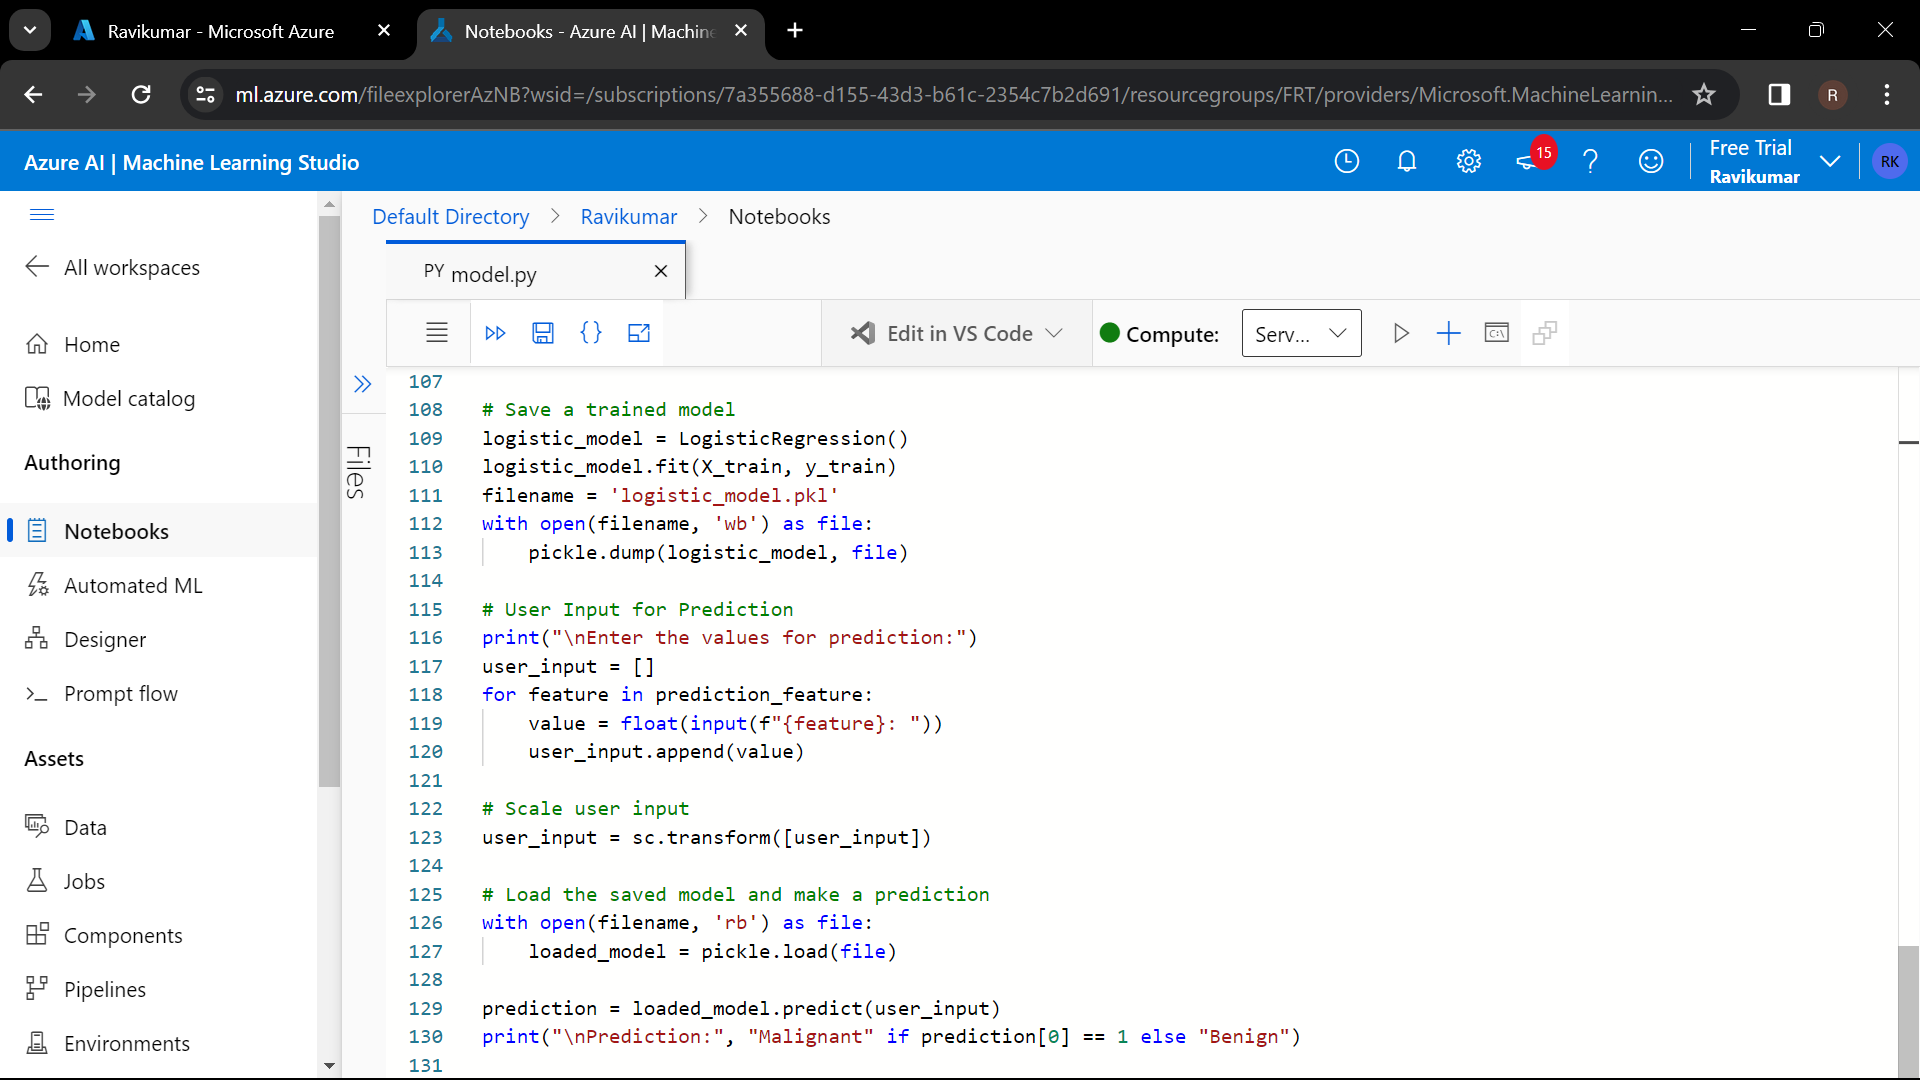 Ravikumar - Microsoft Azure
Notebooks - Azure AI | Machine
ml.azure.com/fileexplorerAzNB?wsid=/subscriptions/7a355688-d155-43d3-b61c-2354c7b2d691/resourcegroups/FRT/providers/Microsoft.MachineLearnin...
R
Azure AI | Machine Learning Studio
15
Free Trial
Ravikumar
RK
Default Directory > Ravikumar > Notebooks
All workspaces
Home
Model catalog
Authoring
Notebooks
Automated ML
Designer
Prompt flow
Assets
Data
Jobs
Components
Pipelines
Environments
Files
PY model.py
Edit in VS Code
Compute:
Serv...
107
108 # Save a trained model
109 logistic_model = LogisticRegression()
110 logistic_model.fit(X_train, y_train)
111 filename = 'logistic_model.pkl'
112 with open(filename, 'wb') as file:
113     pickle.dump(logistic_model, file)
114
115 # User Input for Prediction
116 print("\nEnter the values for prediction:")
117 user_input = []
118 for feature in prediction_feature:
119     value = float(input(f"{feature}: "))
120     user_input.append(value)
121
122 # Scale user input
123 user_input = sc.transform([user_input])
124
125 # Load the saved model and make a prediction
126 with open(filename, 'rb') as file:
127     loaded_model = pickle.load(file)
128
129 prediction = loaded_model.predict(user_input)
130 print("\nPrediction:", "Malignant" if prediction[0] == 1 else "Benign")
131